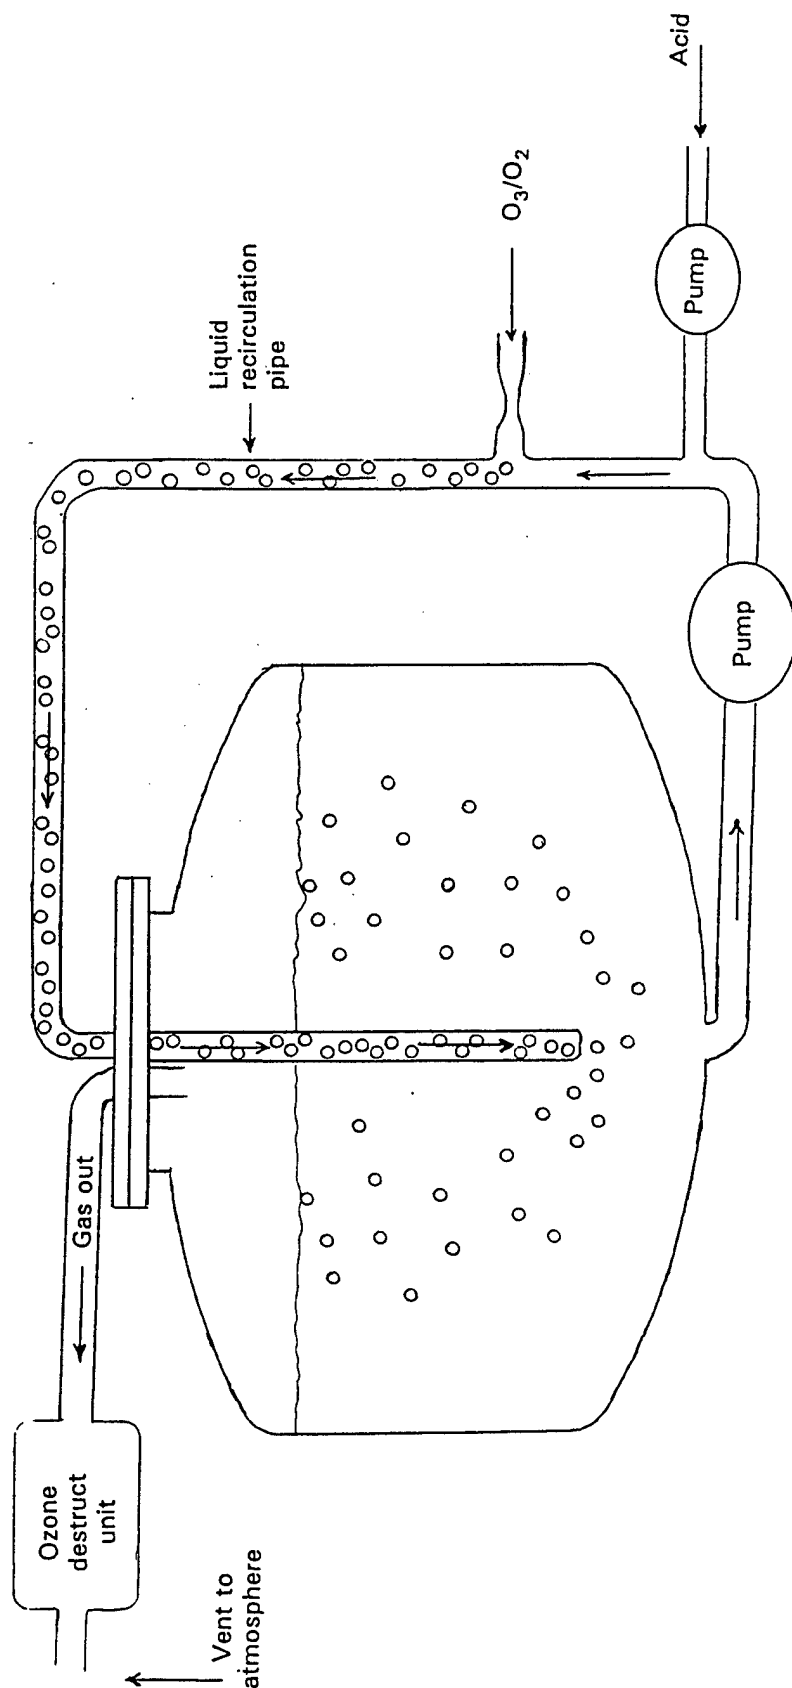 Ozone
destruct
unit
Vent to
atmosphere
Gas out
Liquid
recirculation
pipe
O₃/O₂
Pump
Pump
Acid